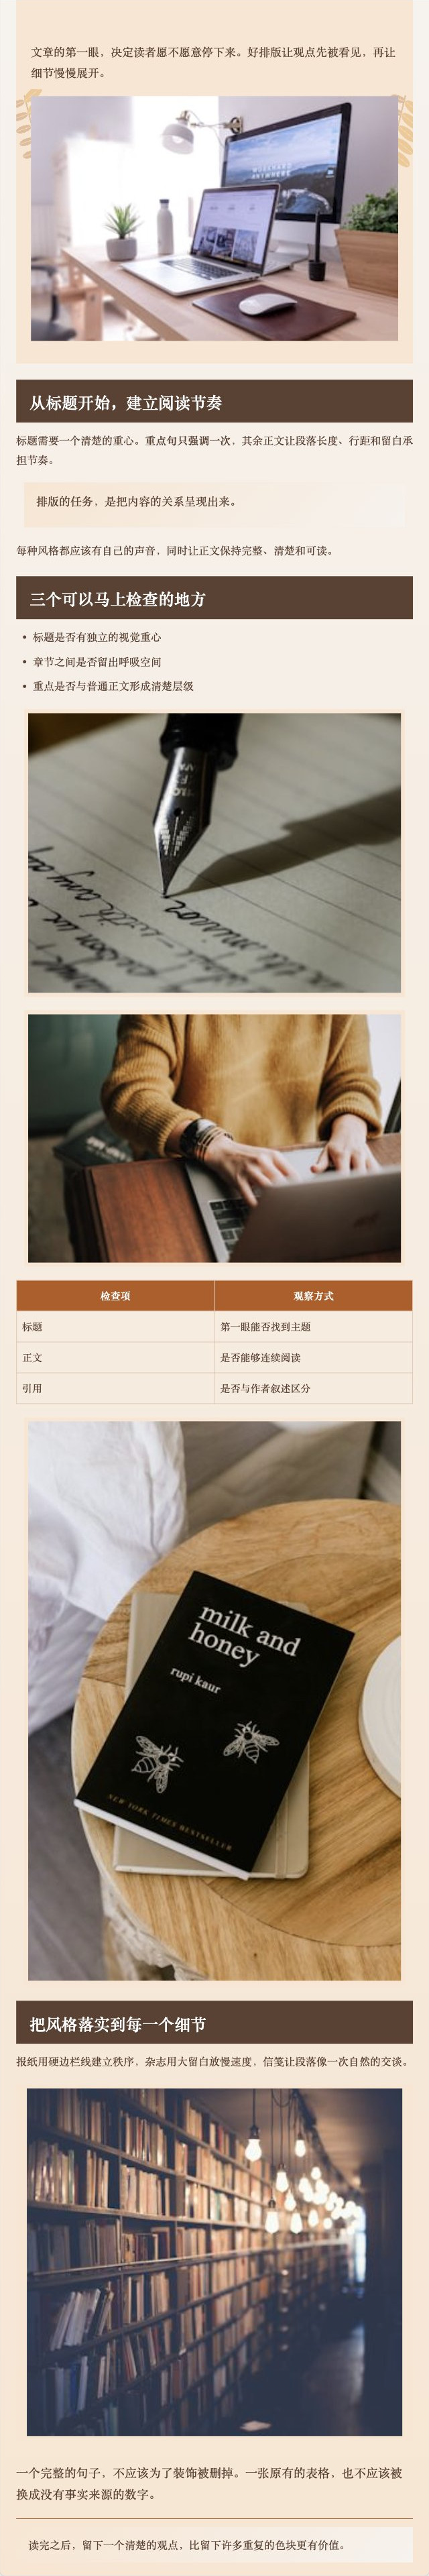 文章的第一眼，决定读者愿不愿意停下来。好排版让观点先被看见，再让
细节慢慢展开。
从标题开始，建立阅读节奏
标题需要一个清楚的重心。重点句只强调一次，其余正文让段落长度、行距和留白承
担节奏。
排版的任务，是把内容的关系呈现出来。
每种风格都应该有自己的声音，同时让正文保持完整、清楚和可读。
三个可以马上检查的地方
• 标题是否有独立的视觉重心
• 章节之间是否留出呼吸空间
• 重点是否与普通正文形成清楚层级
检查项 观察方式
标题 第一眼能否找到主题
正文 是否能够连续阅读
引用 是否与作者叙述区分
milk and
honey
rupi kaur
NEW YORK TIMES BESTSELLER
把风格落实到每一个细节
报纸用硬边栏线建立秩序，杂志用大留白放慢速度，信笺让段落像一次自然的交谈。
一个完整的句子，不应该为了装饰被删掉。一张原有的表格，也不应该被
换成没有事实来源的数字。
读完之后，留下一个清楚的观点，比留下许多重复的色块更有价值。